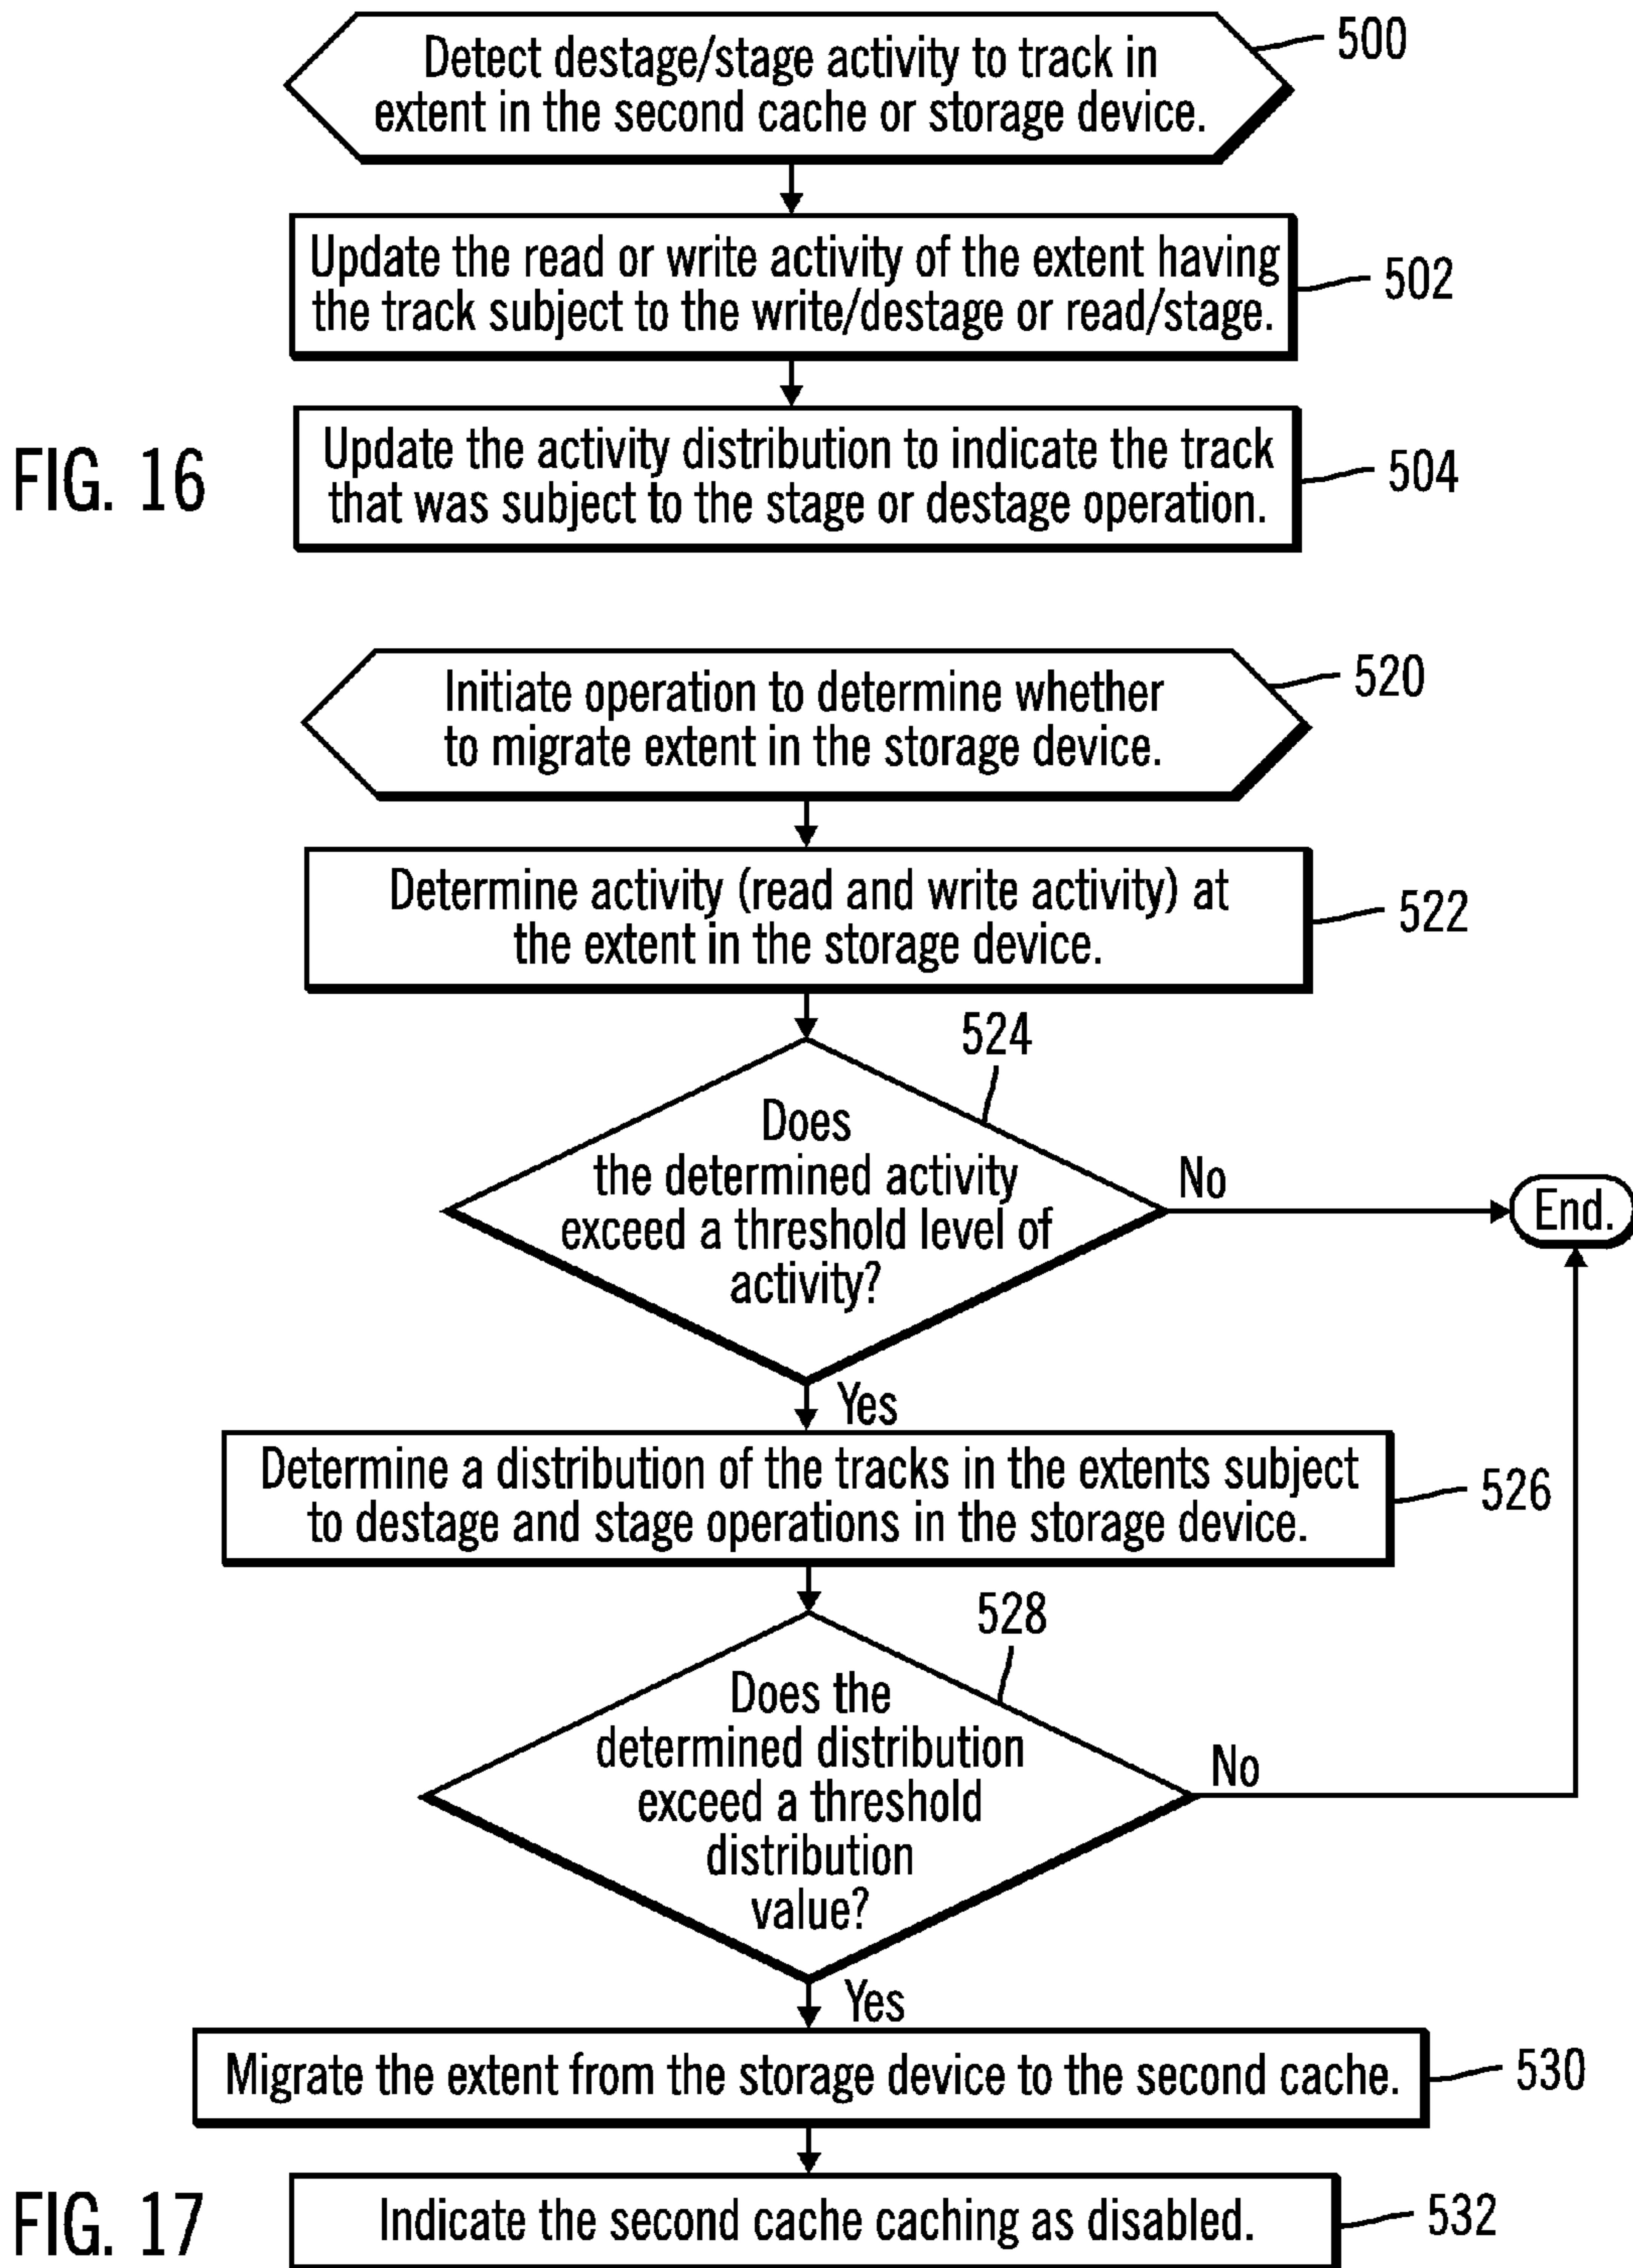 Detect destage/stage activity to track in
extent in the second cache or storage device.
500
Update the read or write activity of the extent having
the track subject to the write/destage or read/stage.
502
Update the activity distribution to indicate the track
that was subject to the stage or destage operation.
504
FIG. 16
Initiate operation to determine whether
to migrate extent in the storage device.
520
Determine activity (read and write activity) at
the extent in the storage device.
522
524
Does
the determined activity
exceed a threshold level of
activity?
No
End.
Yes
Determine a distribution of the tracks in the extents subject
to destage and stage operations in the storage device.
526
528
Does the
determined distribution
exceed a threshold
distribution
value?
No
Yes
Migrate the extent from the storage device to the second cache.
530
Indicate the second cache caching as disabled.
532
FIG. 17